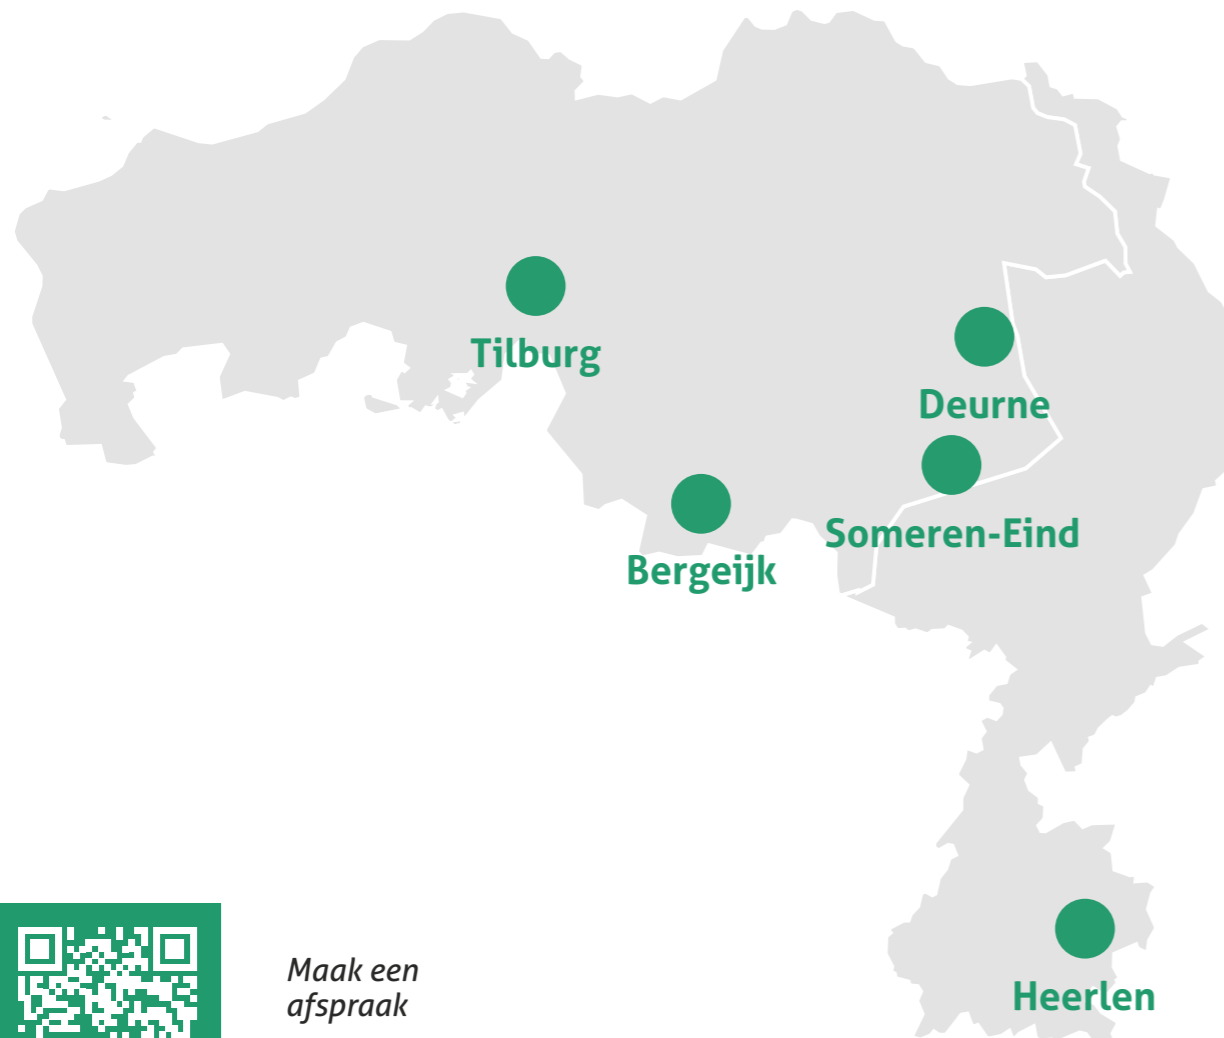 Tilburg
Deurne
Someren-Eind
Bergeijk
Maak een
afspraak
Heerlen